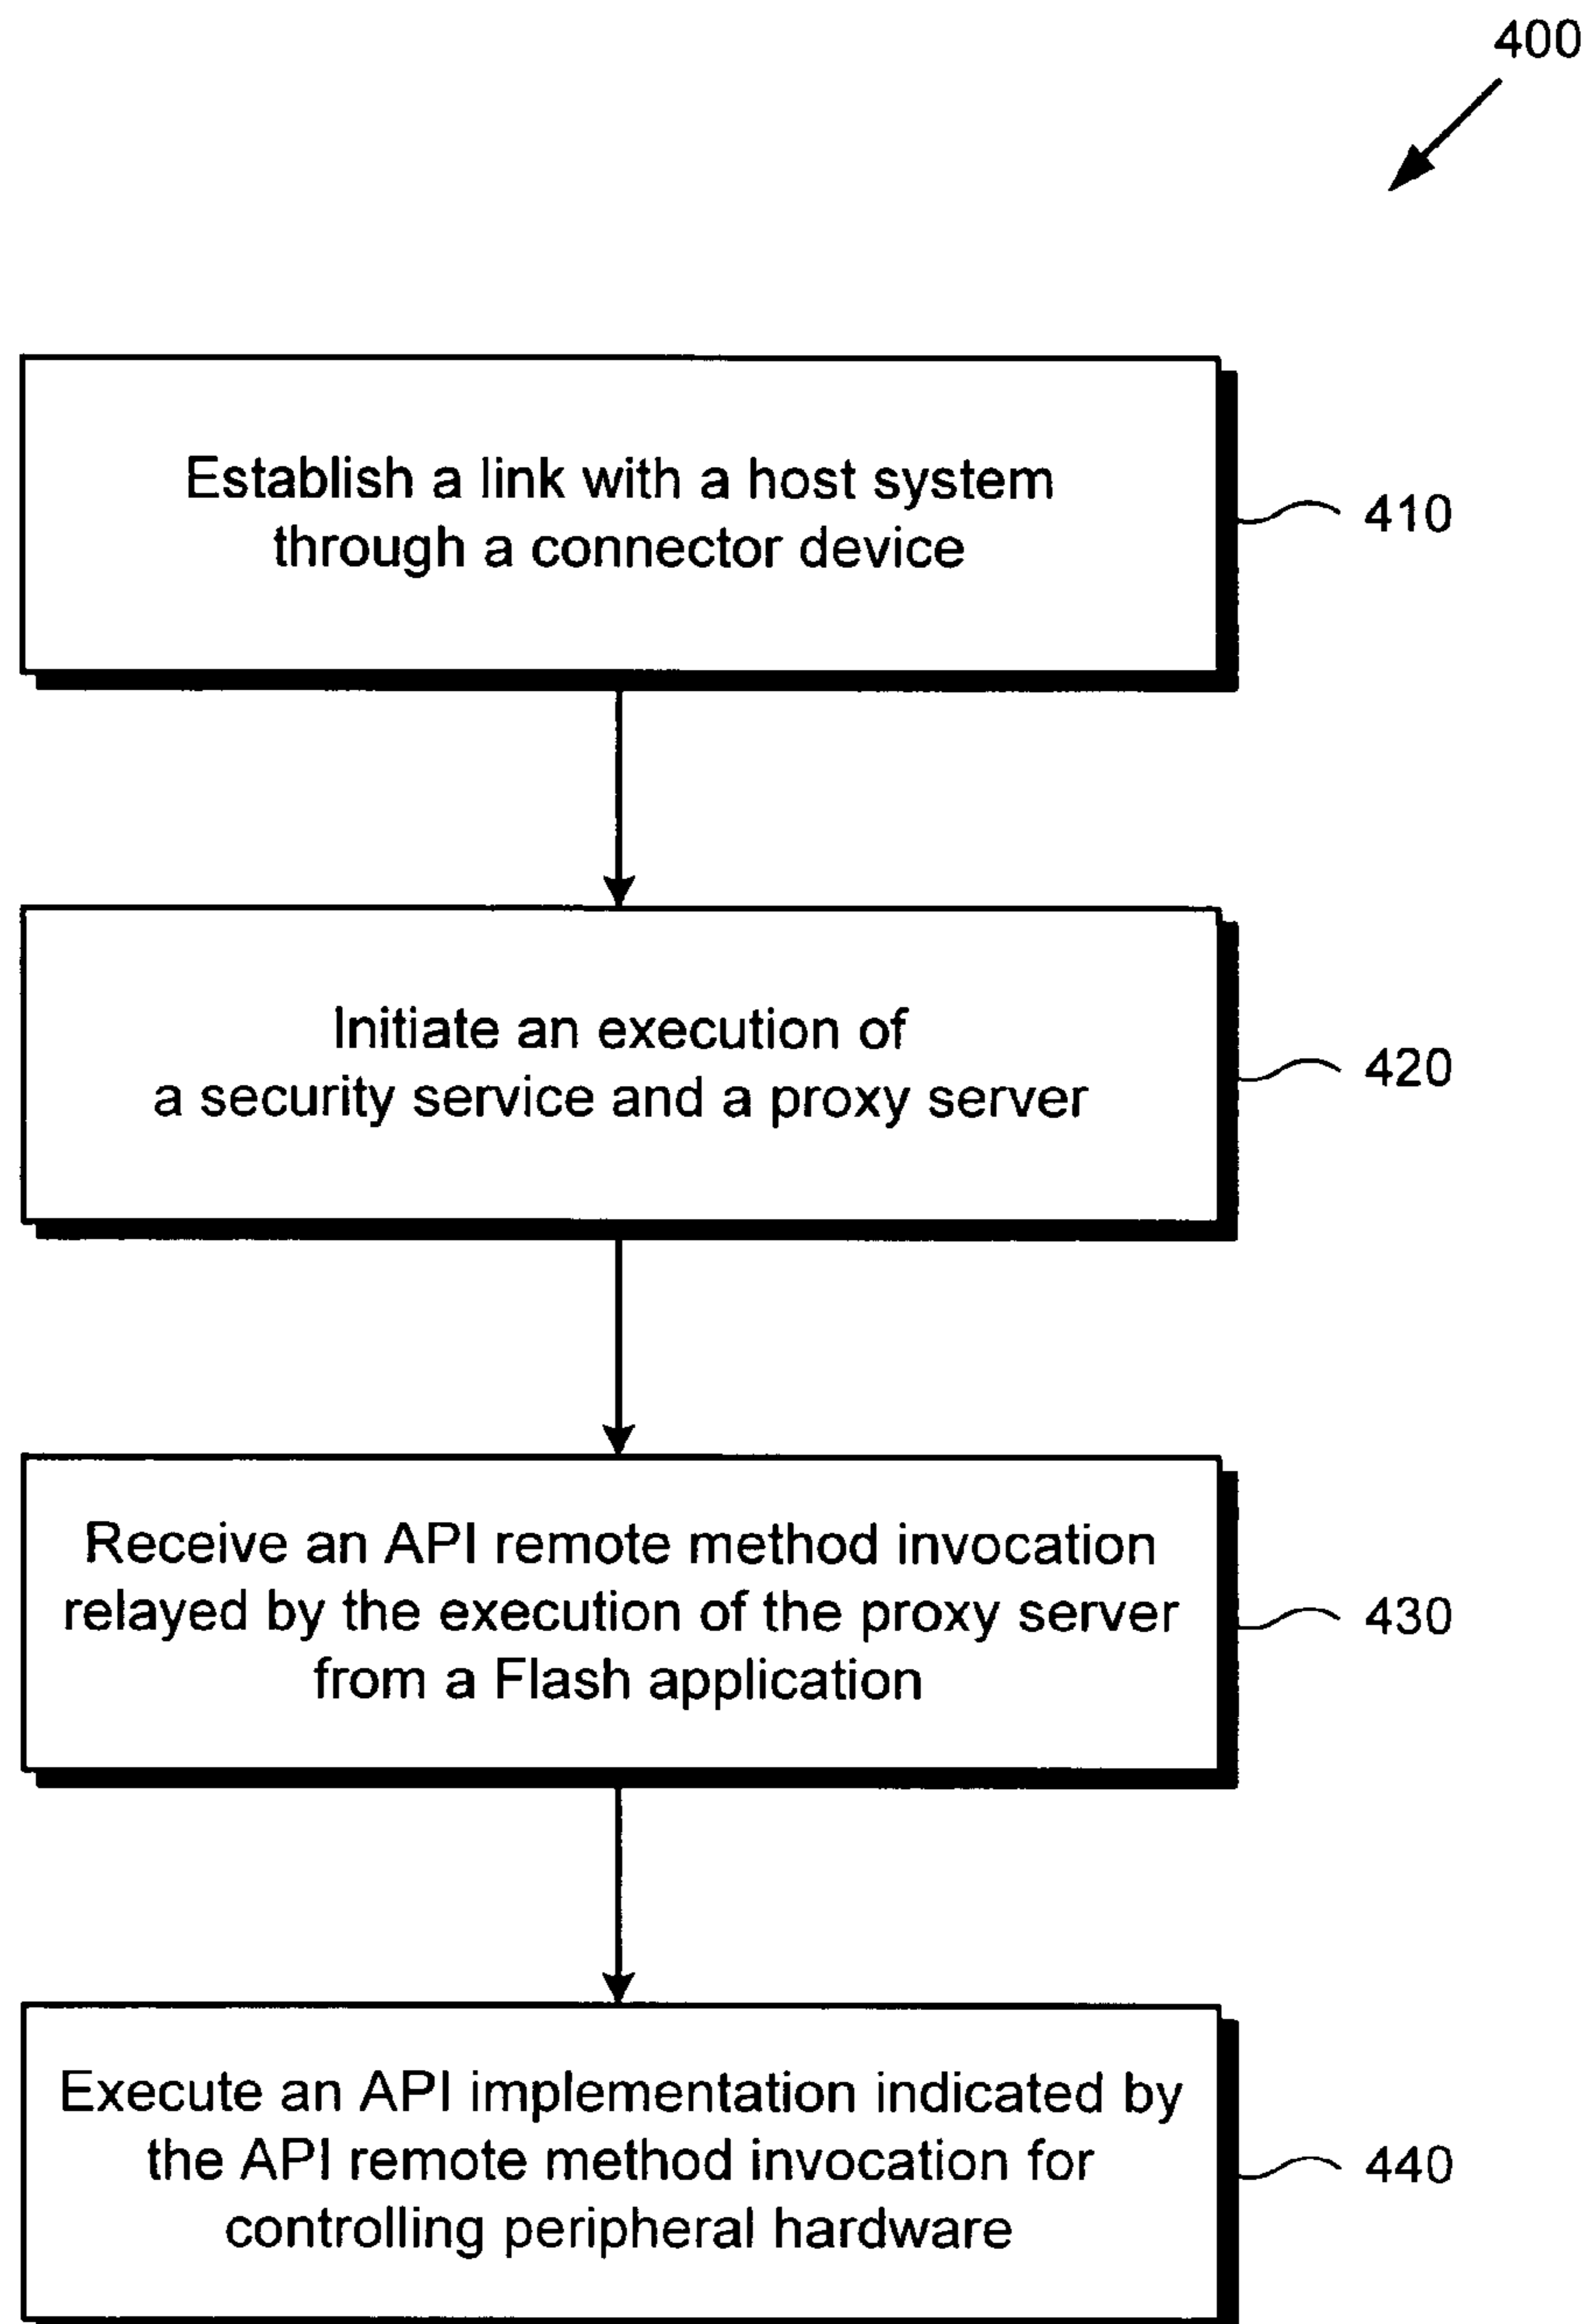 400
Establish a link with a host system
through a connector device
410
Initiate an execution of
a security service and a proxy server
420
Receive an API remote method invocation
relayed by the execution of the proxy server
from a Flash application
430
Execute an API implementation indicated by
the API remote method invocation for
controlling peripheral hardware
440